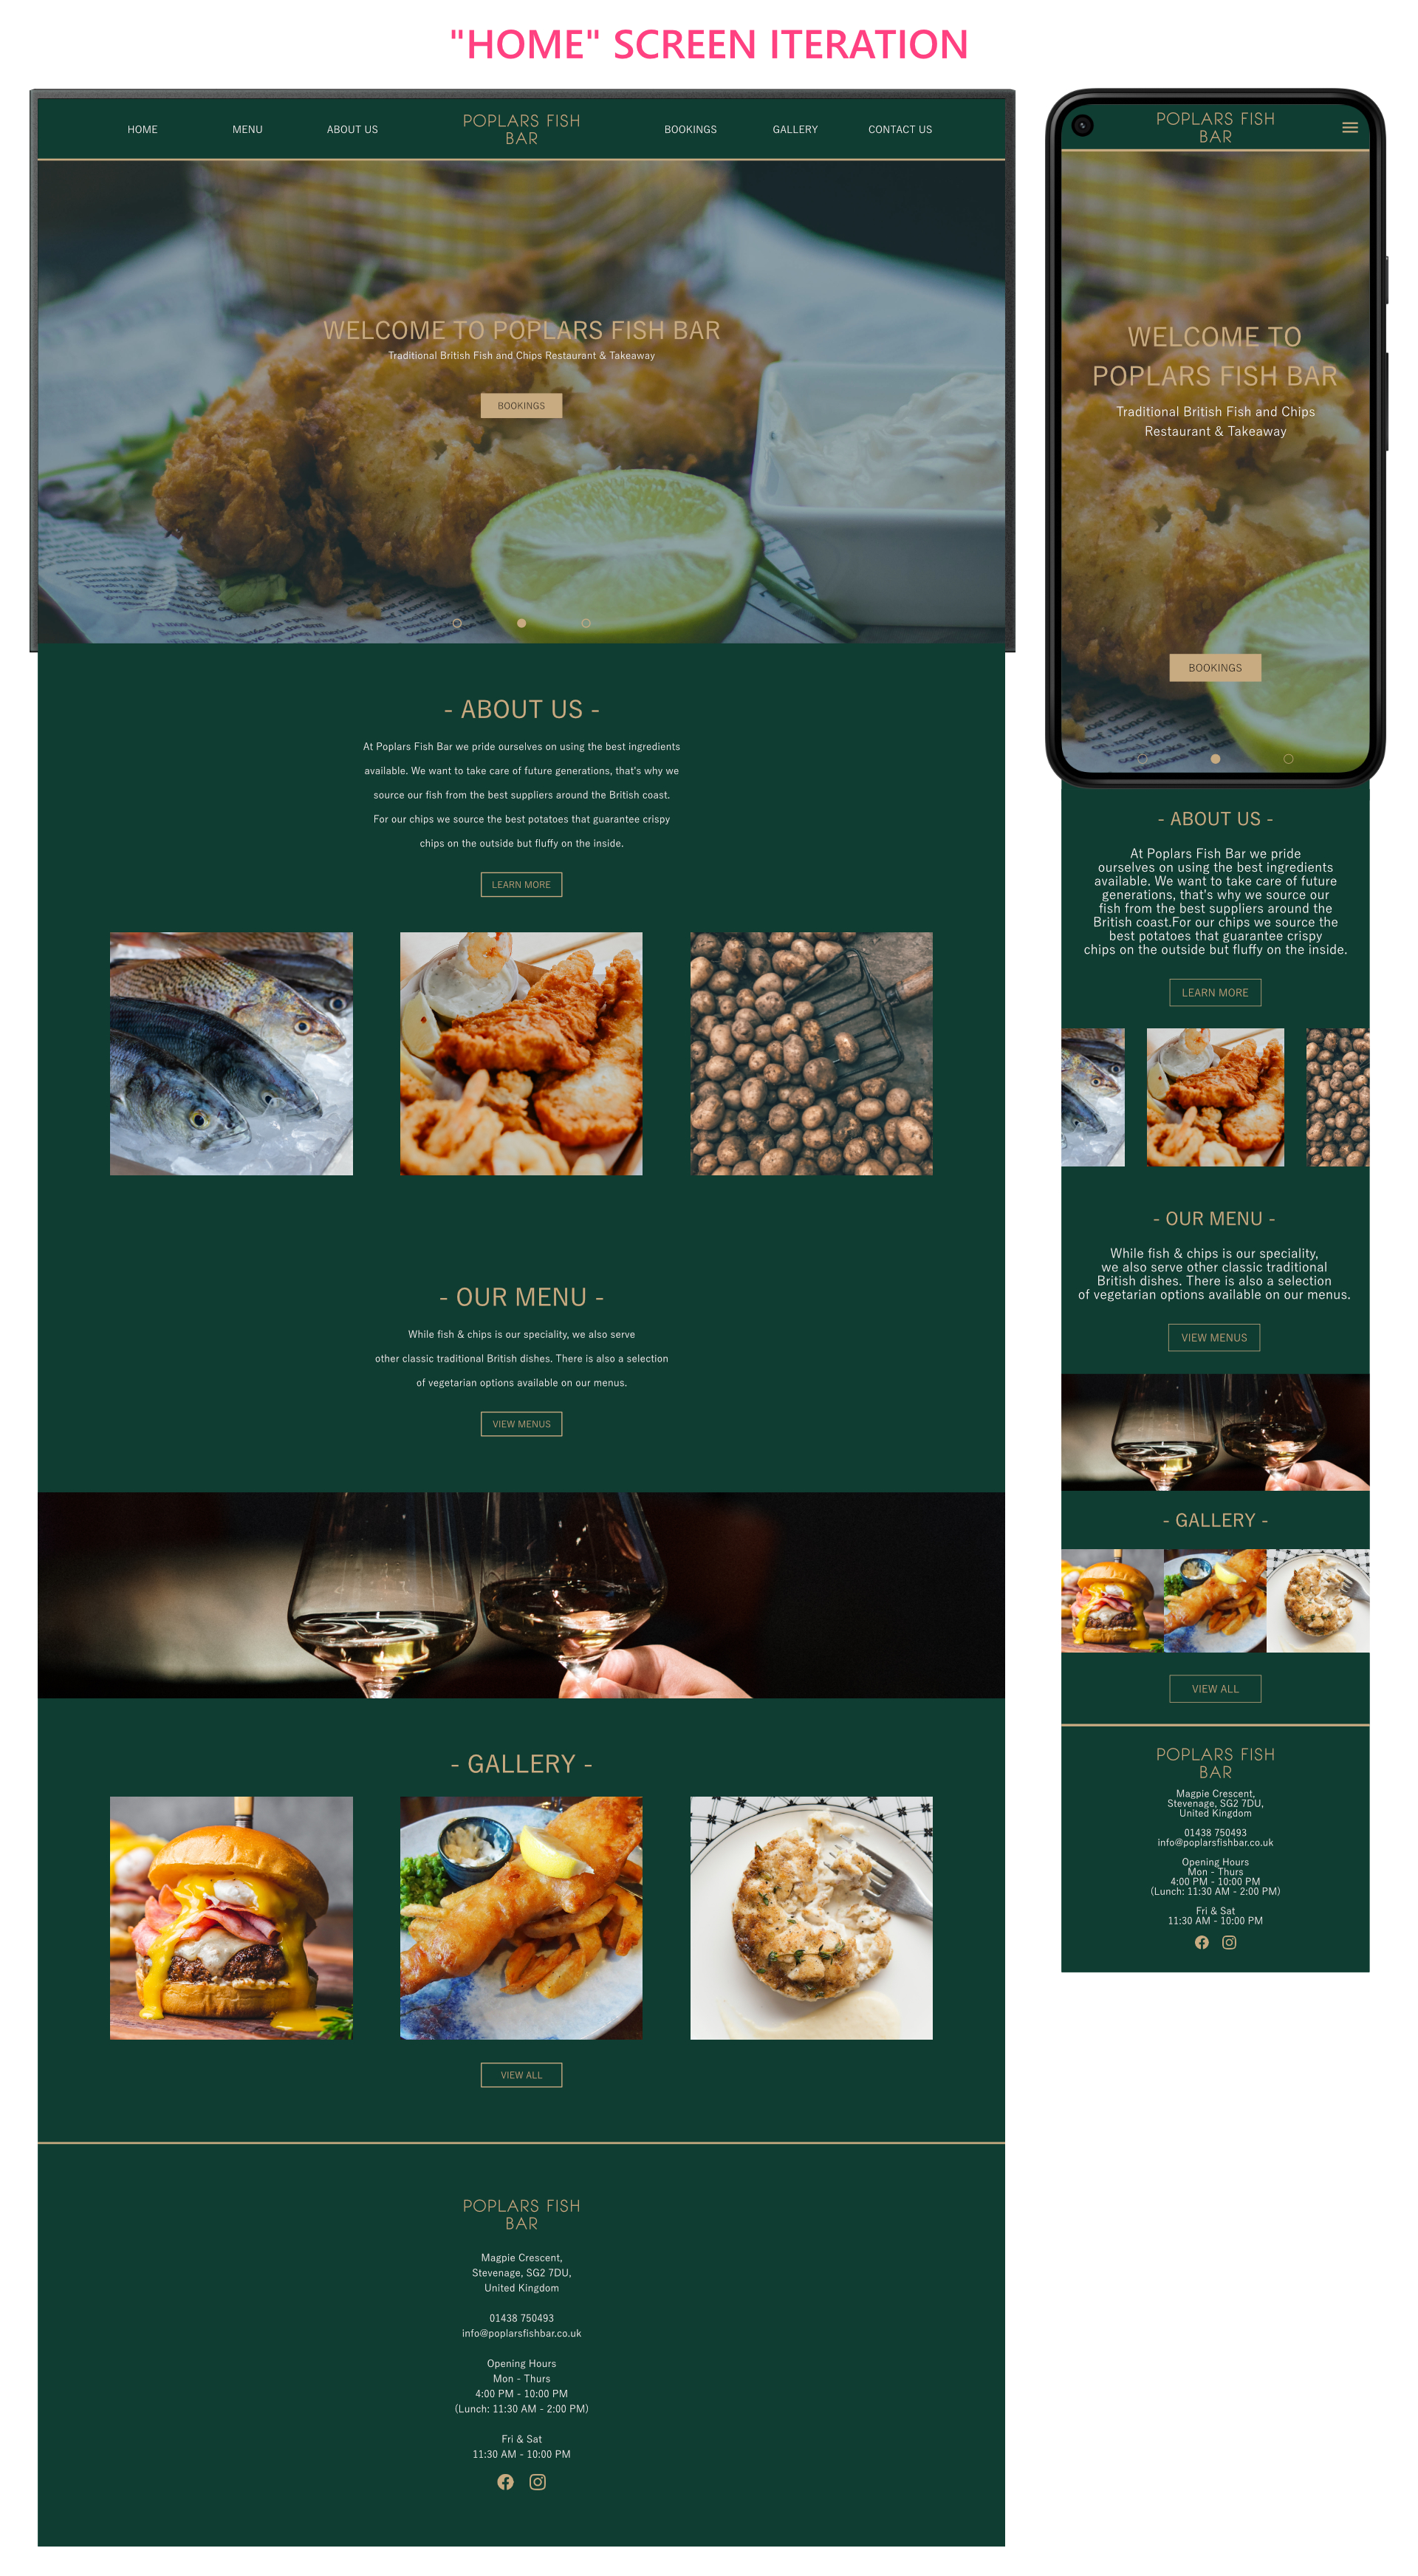 "HOME" SCREEN ITERATION
HOME MENU ABOUT US POPLARS FISH BAR BOOKINGS GALLERY CONTACT US
WELCOME TO POPLARS FISH BAR
Traditional British Fish and Chips Restaurant & Takeaway
BOOKINGS
- ABOUT US -
At Poplars Fish Bar we pride ourselves on using the best ingredients
available. We want to take care of future generations, that's why we
source our fish from the best suppliers around the British coast.
For our chips we source the best potatoes that guarantee crispy
chips on the outside but fluffy on the inside.
LEARN MORE
- OUR MENU -
While fish & chips is our speciality, we also serve
other classic traditional British dishes. There is also a selection
of vegetarian options available on our menus.
VIEW MENUS
- GALLERY -
VIEW ALL
POPLARS FISH
BAR
Magpie Crescent,
Stevenage, SG2 7DU,
United Kingdom
01438 750493
info@poplarsfishbar.co.uk
Opening Hours
Mon - Thurs
4:00 PM - 10:00 PM
(Lunch: 11:30 AM - 2:00 PM)
Fri & Sat
11:30 AM - 10:00 PM
POPLARS FISH
BAR
WELCOME TO
POPLARS FISH BAR
Traditional British Fish and Chips
Restaurant & Takeaway
BOOKINGS
- ABOUT US -
At Poplars Fish Bar we pride
ourselves on using the best ingredients
available. We want to take care of future
generations, that's why we source our
fish from the best suppliers around the
British coast.For our chips we source the
best potatoes that guarantee crispy
chips on the outside but fluffy on the inside.
LEARN MORE
- OUR MENU -
While fish & chips is our speciality,
we also serve other classic traditional
British dishes. There is also a selection
of vegetarian options available on our menus.
VIEW MENUS
- GALLERY -
VIEW ALL
POPLARS FISH
BAR
Magpie Crescent,
Stevenage, SG2 7DU,
United Kingdom
01438 750493
info@poplarsfishbar.co.uk
Opening Hours
Mon - Thurs
4:00 PM - 10:00 PM
(Lunch: 11:30 AM - 2:00 PM)
Fri & Sat
11:30 AM - 10:00 PM